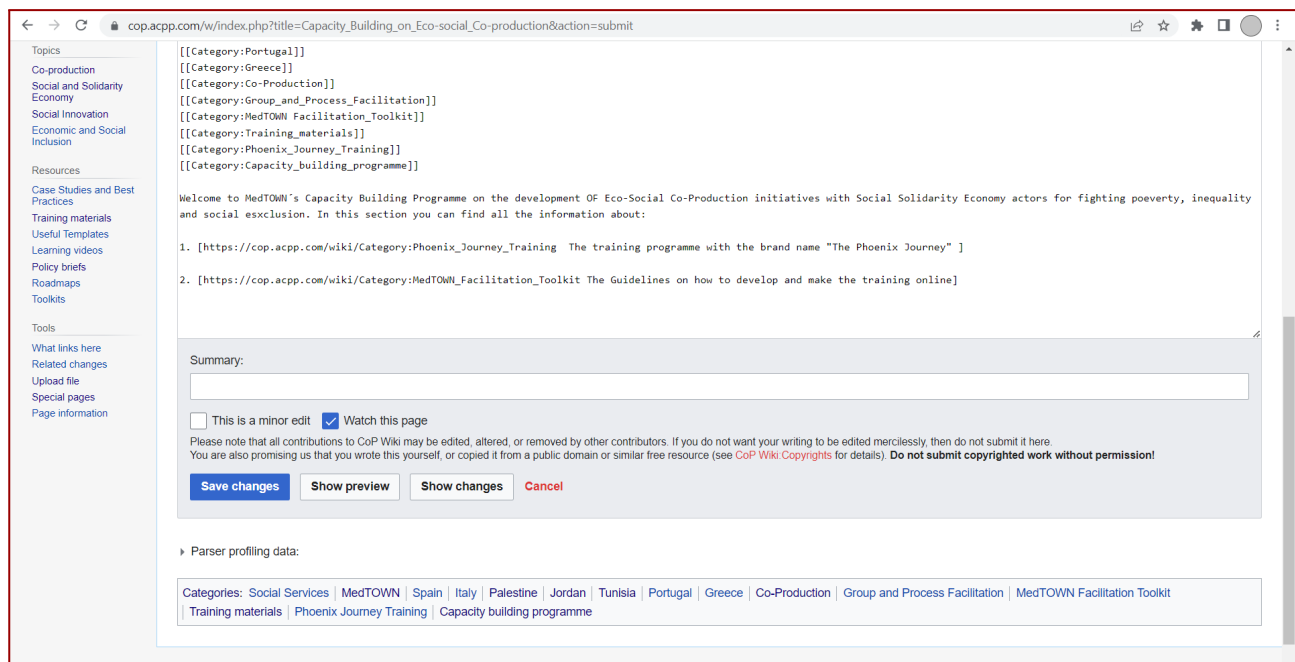 cop.acpp.com/w/index.php?title=Capacity_Building_on_Eco-social_Co-production&action=submit
Topics
Co-production
Social and Solidarity
Economy
Social Innovation
Economic and Social
Inclusion
Resources
Case Studies and Best
Practices
Training materials
Useful Templates
Learning videos
Policy briefs
Roadmaps
Toolkits
Tools
What links here
Related changes
Upload file
Special pages
Page information
[[Category:Portugal]]
[[Category:Greece]]
[[Category:Co-Production]]
[[Category:Group_and_Process_Facilitation]]
[[Category:MedTOWN Facilitation_Toolkit]]
[[Category:Training_materials]]
[[Category:Phoenix_Journey_Training]]
[[Category:Capacity_building_programme]]
Welcome to MedTOWN´s Capacity Building Programme on the development OF Eco-Social Co-Production initiatives with Social Solidarity Economy actors for fighting poeverty, inequality
and social esxclusion. In this section you can find all the information about:
1. [https://cop.acpp.com/wiki/Category:Phoenix_Journey_Training  The training programme with the brand name "The Phoenix Journey" ]
2. [https://cop.acpp.com/wiki/Category:MedTOWN_Facilitation_Toolkit The Guidelines on how to develop and make the training online]
Summary:
This is a minor edit Watch this page
Please note that all contributions to CoP Wiki may be edited, altered, or removed by other contributors. If you do not want your writing to be edited mercilessly, then do not submit it here.
You are also promising us that you wrote this yourself, or copied it from a public domain or similar free resource (see CoP Wiki:Copyrights for details). Do not submit copyrighted work without permission!
Save changes Show preview Show changes Cancel
Parser profiling data:
Categories: Social Services | MedTOWN | Spain | Italy | Palestine | Jordan | Tunisia | Portugal | Greece | Co-Production | Group and Process Facilitation | MedTOWN Facilitation Toolkit
| Training materials | Phoenix Journey Training | Capacity building programme